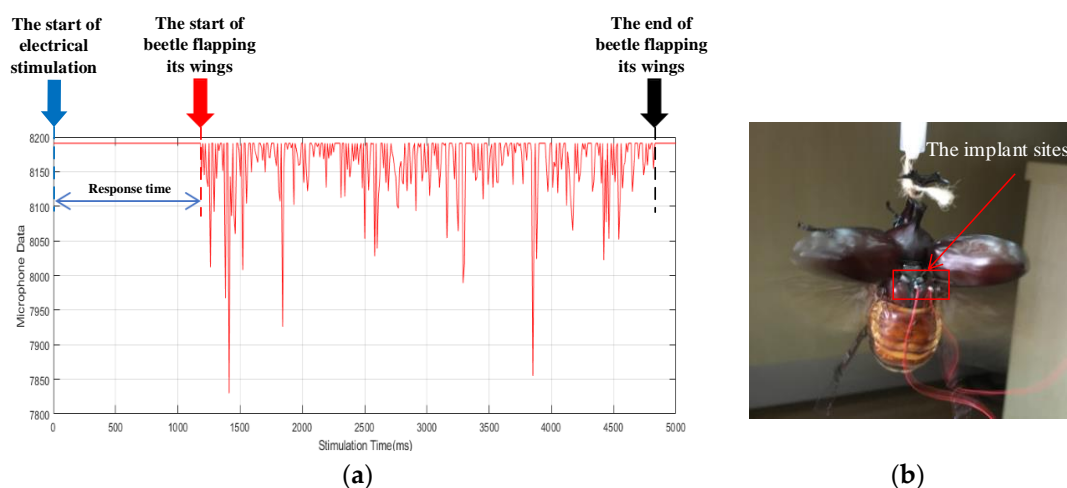 The start of
electrical
stimulation
The start of
beetle flapping
its wings
The end of
beetle flapping
its wings
Response time
Microphone Data
8200
8150
8100
8050
8000
7950
7900
7850
7800
0
500
1000
1500
2000
2500
3000
3500
4000
4500
5000
Stimulation Time(ms)
(a)
The implant sites
(b)